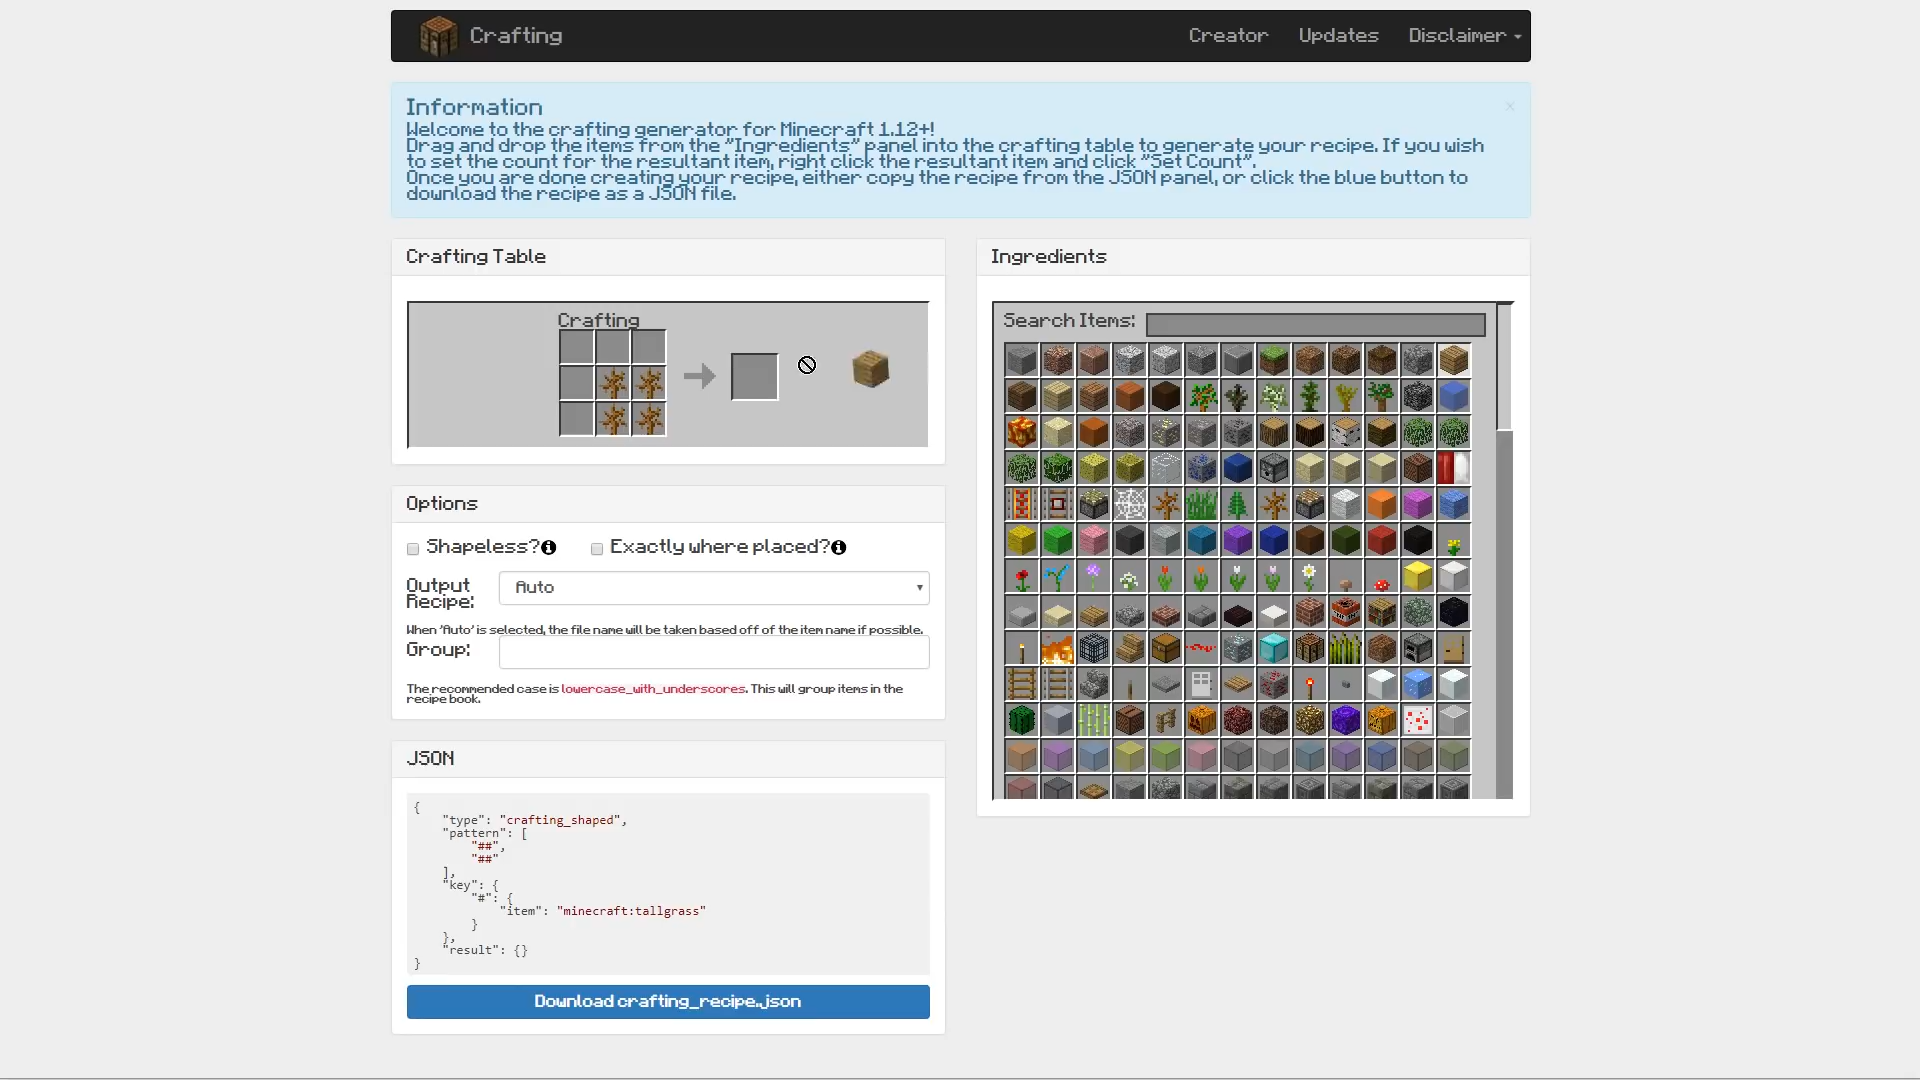 Crafting
Creator
Updates
Disclaimer
Information
×
Welcome to the crafting generator for Minecraft 1.12+!
Drag and drop the items from the "Ingredients" panel into the crafting table to generate your recipe. If you wish
to set the count for the resultant item, right click the resultant item and click "Set Count".
Once you are done creating your recipe, either copy the recipe from the JSON panel, or click the blue button to
download the recipe as a JSON file.
Crafting Table
Crafting
Ingredients
Search Items:
Options
Shapeless?
Exactly where placed?
Output
Recipe:
Auto
When 'Auto' is selected, the file name will be taken based off of the item name if possible.
Group:
The recommended case is lowercase_with_underscores. This will group items in the
recipe book.
JSON
{
"type": "crafting_shaped",
"pattern": [
"##",
"##"
],
"key": {
"#": {
"item": "minecraft:tallgrass"
}
},
"result": {}
}
Download crafting_recipe.json